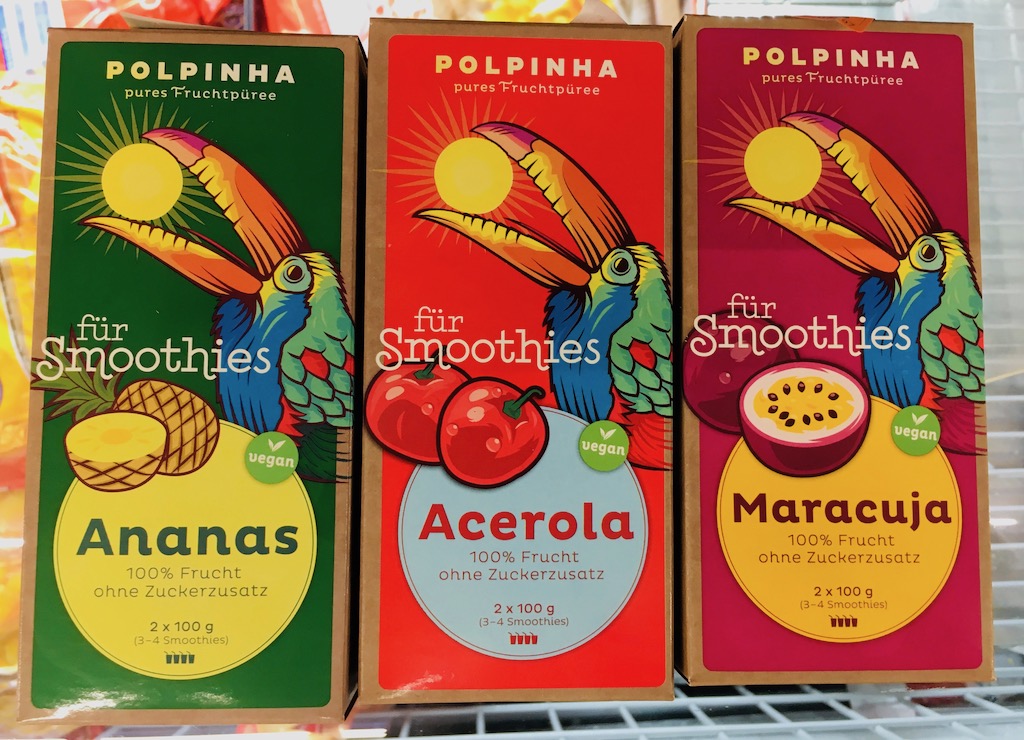 POLPINHA
pures Fruchtpüree
für
Smoothies
vegan
Ananas
100% Frucht
ohne Zuckerzusatz
2 x 100 g
(3–4 Smoothies)
POLPINHA
pures Fruchtpüree
für
Smoothies
vegan
Acerola
100% Frucht
ohne Zuckerzusatz
2 x 100 g
(3–4 Smoothies)
POLPINHA
pures Fruchtpüree
für
Smoothies
vegan
Maracuja
100% Frucht
ohne Zuckerzusatz
2 x 100 g
(3–4 Smoothies)